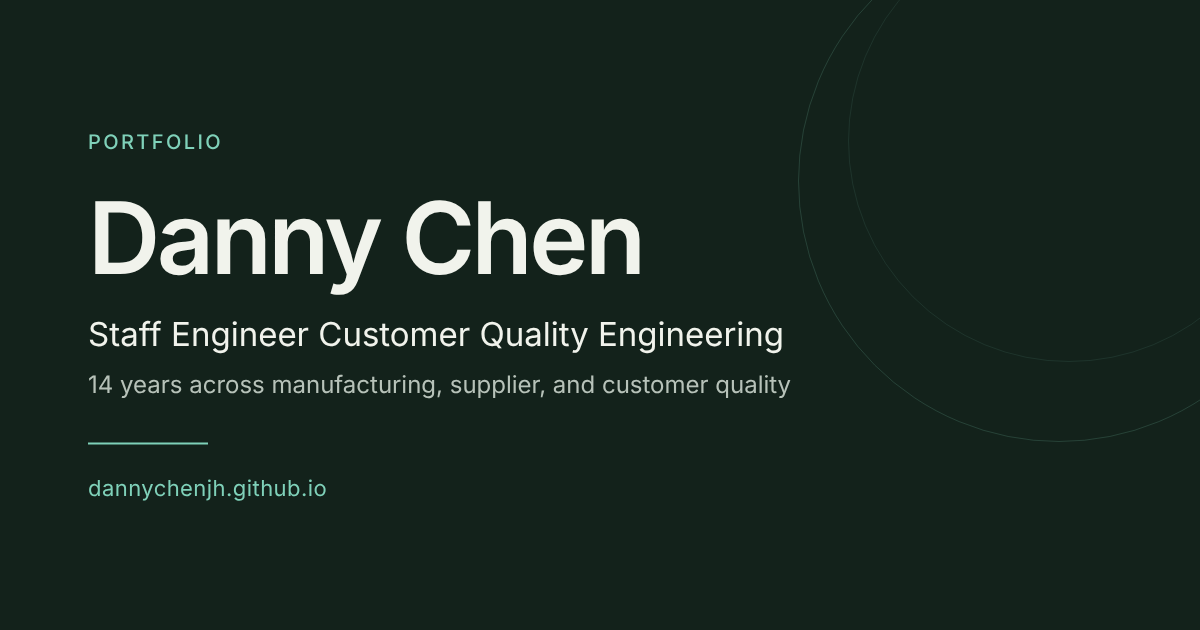 PORTFOLIO
Danny Chen
Staff Engineer Customer Quality Engineering
14 years across manufacturing, supplier, and customer quality
dannychenjh.github.io